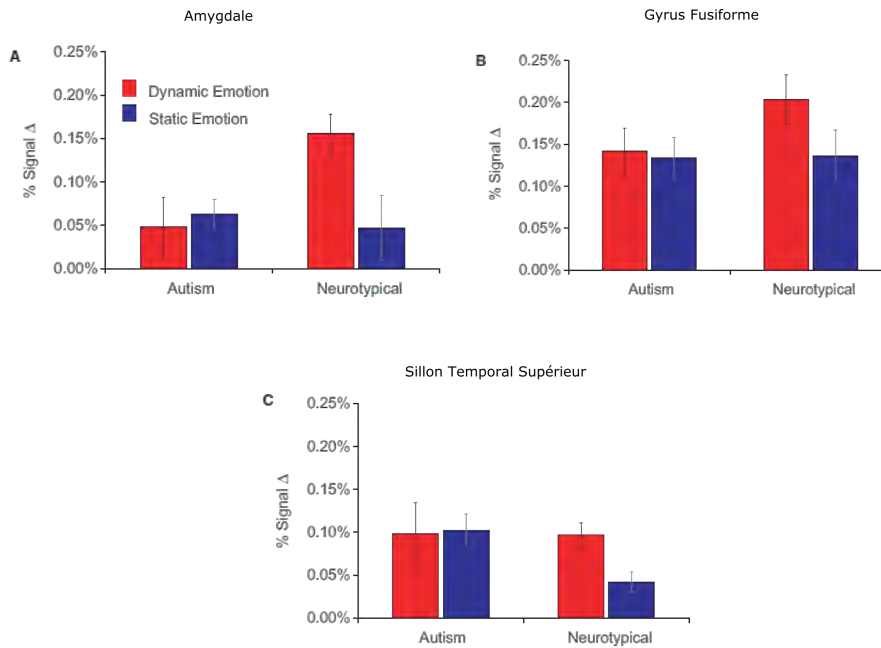 Amygdale
A
% Signal Δ
0.25%
0.20%
0.15%
0.10%
0.05%
0.00%
Dynamic Emotion
Static Emotion
Autism
Neurotypical
Gyrus Fusiforme
B
% Signal Δ
0.25%
0.20%
0.15%
0.10%
0.05%
0.00%
Autism
Neurotypical
Sillon Temporal Supérieur
C
% Signal Δ
0.25%
0.20%
0.15%
0.10%
0.05%
0.00%
Autism
Neurotypical